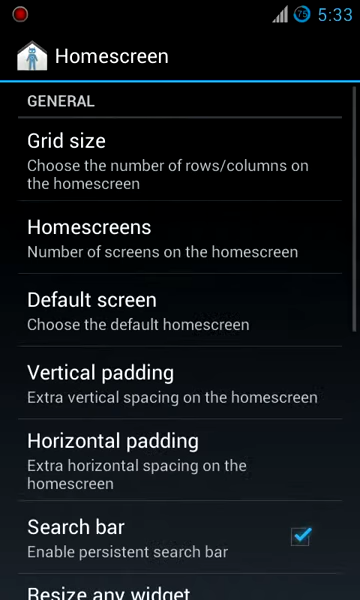 75 5:33
Homescreen
GENERAL
Grid size
Choose the number of rows/columns on
the homescreen
Homescreens
Number of screens on the homescreen
Default screen
Choose the default homescreen
Vertical padding
Extra vertical spacing on the homescreen
Horizontal padding
Extra horizontal spacing on the
homescreen
Search bar
Enable persistent search bar
Resize any widget